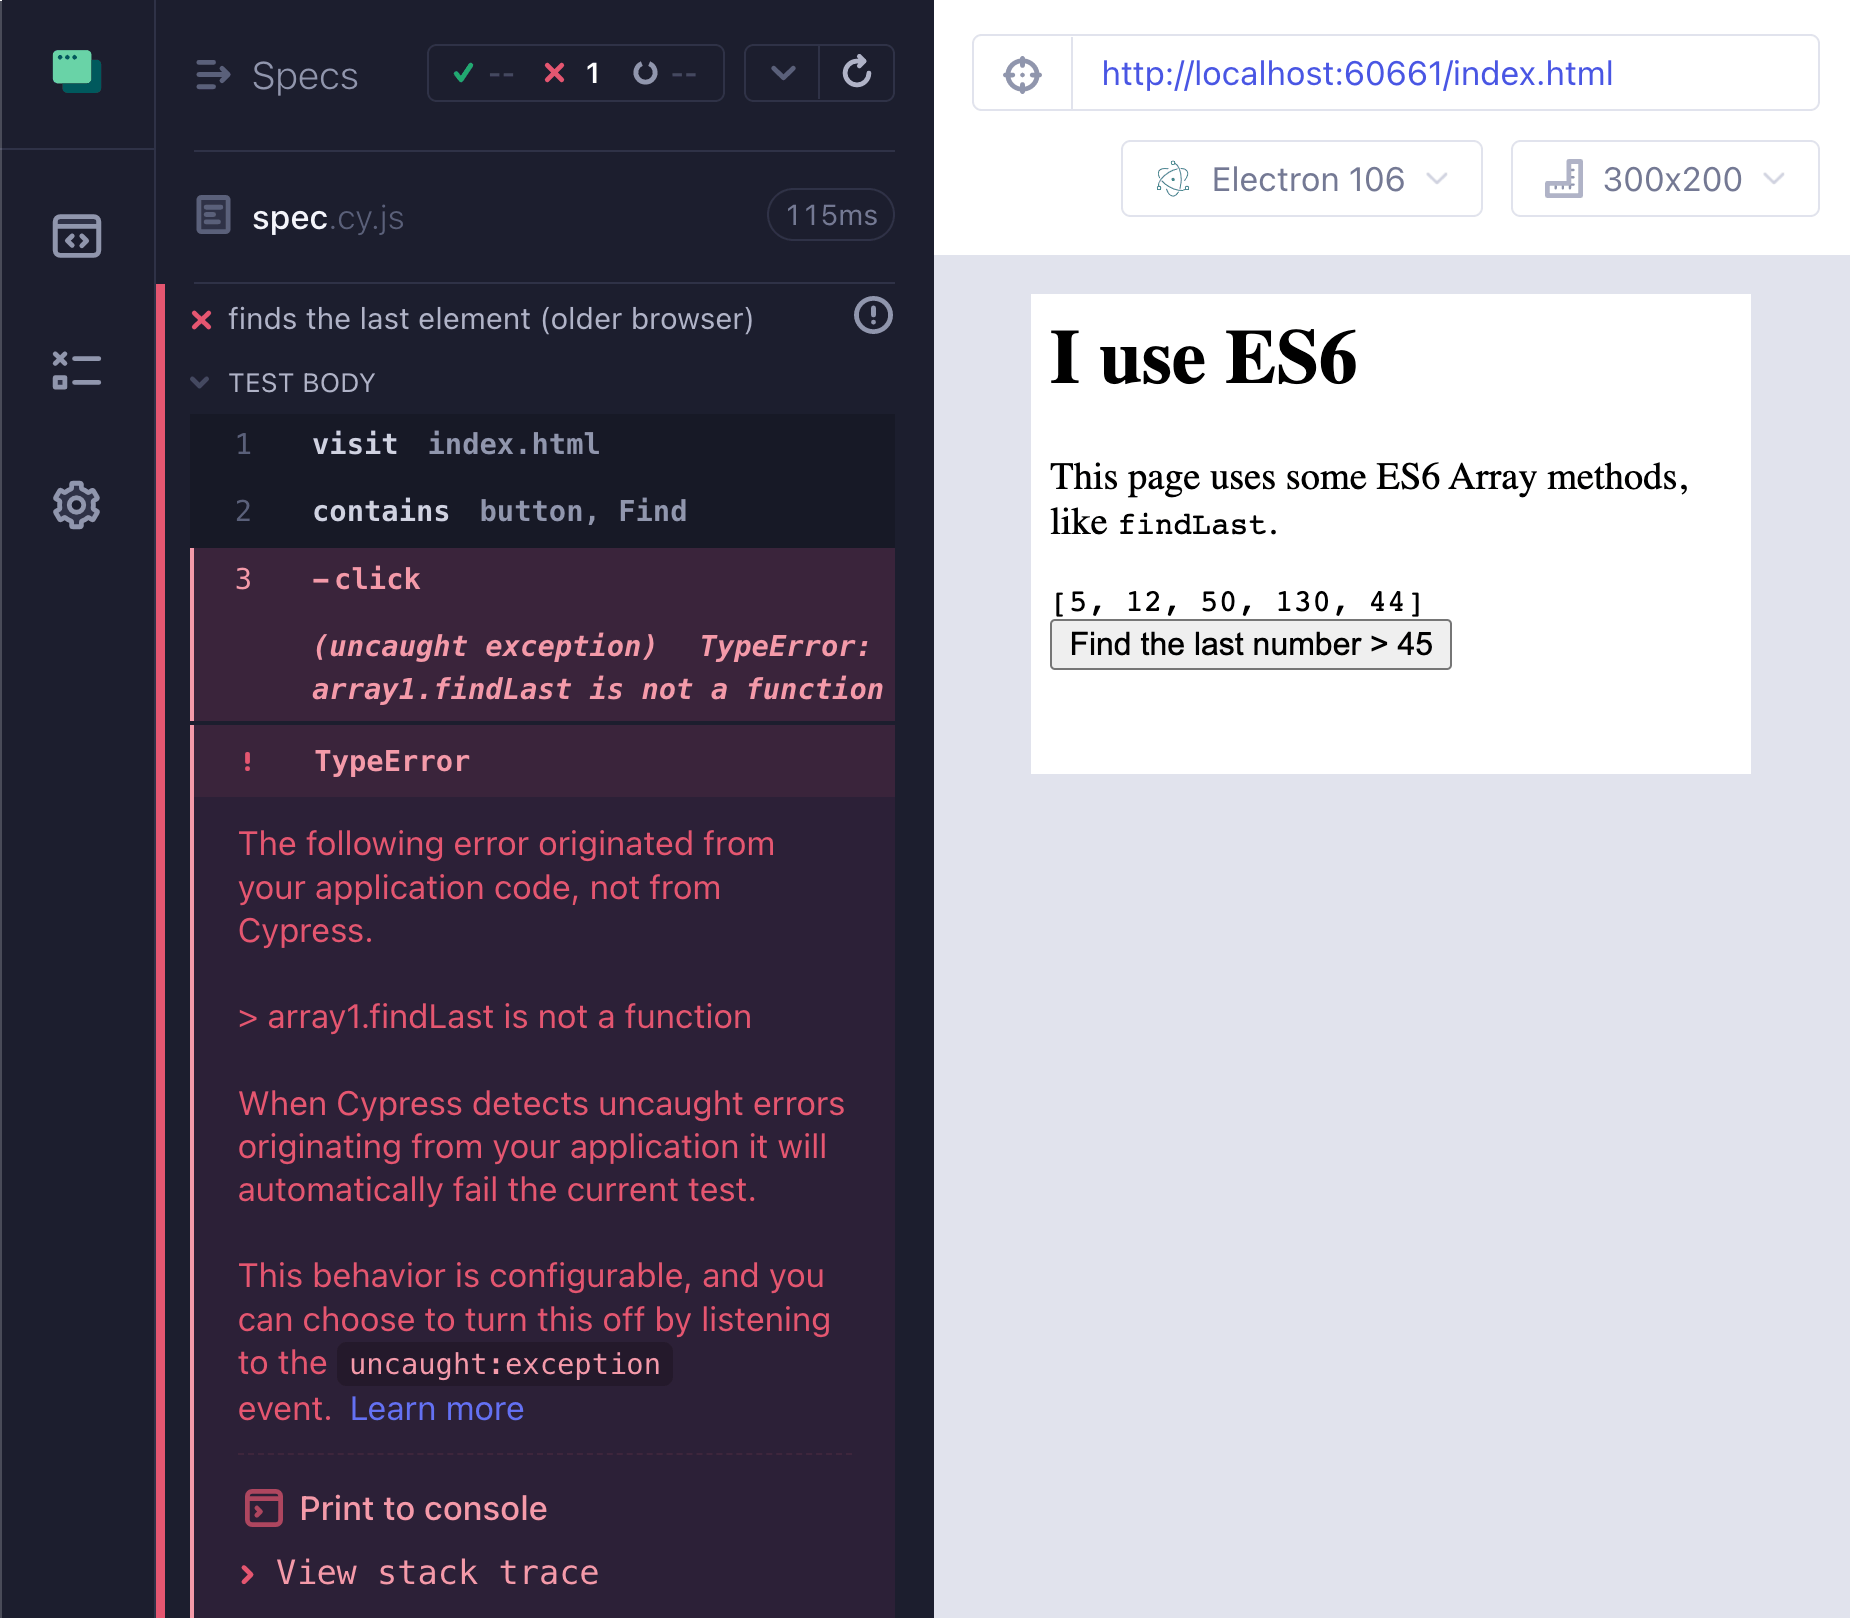 Specs
-- 1 --
spec.cy.js
115ms
finds the last element (older browser)
TEST BODY
1 visit index.html
2 contains button, Find
3 –click
(uncaught exception) TypeError:
array1.findLast is not a function
! TypeError
The following error originated from
your application code, not from
Cypress.
> array1.findLast is not a function
When Cypress detects uncaught errors
originating from your application it will
automatically fail the current test.
This behavior is configurable, and you
can choose to turn this off by listening
to the uncaught:exception
event. Learn more
Print to console
View stack trace
http://localhost:60661/index.html
Electron 106
300x200
I use ES6
This page uses some ES6 Array methods,
like findLast.
[5, 12, 50, 130, 44]
Find the last number > 45